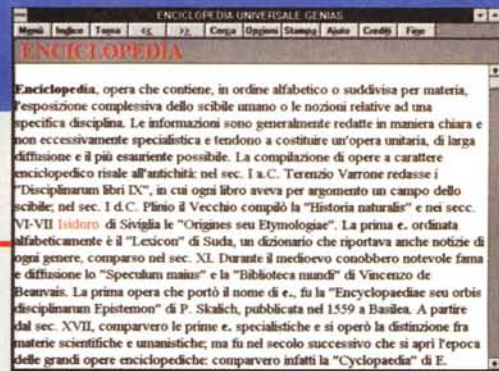 ENCICLOPEDIA UNIVERSALE GENIAS
Menù Indice Torna << >> Cerca Opzioni Stampa Aiuto Crediti Fine
ENCICLOPEDIA
Enciclopedia, opera che contiene, in ordine alfabetico o suddivisa per materia,
l'esposizione complessiva dello scibile umano o le nozioni relative ad una
specifica disciplina. Le informazioni sono generalmente redatte in maniera chiara e
non eccessivamente specialistica e tendono a costituire un'opera unitaria, di larga
diffusione e il più esauriente possibile. La compilazione di opere a carattere
enciclopedico risale all'antichità: nel sec. I a.C. Terenzio Varrone redasse i
"Disciplinarum libri IX", in cui ogni libro aveva per argomento un campo dello
scibile; nel sec. I d.C. Plinio il Vecchio compilò la "Historia naturalis" e nei secc.
VI-VII Isidoro di Siviglia le "Origines seu Etymologiae". La prima e. ordinata
alfabeticamente è il "Lexicon" di Suda, un dizionario che riportava anche notizie di
ogni genere, comparso nel sec. XI. Durante il medioevo conobbero notevole fama
e diffusione lo "Speculum maius" e la "Biblioteca mundi" di Vincenzo de
Beauvais. La prima opera che portò il nome di e., fu la "Encyclopaediae seu orbis
disciplinarum Epistemon" di P. Skalich, pubblicata nel 1559 a Basilea. A partire
dal sec. XVII, comparvero le prime e. specialistiche e si operò la distinzione fra
materie scientifiche e umanistiche; ma fu nel secolo successivo che si aprì l'epoca
delle grandi opere enciclopediche: comparvero infatti la "Cyclopaedia" di E.